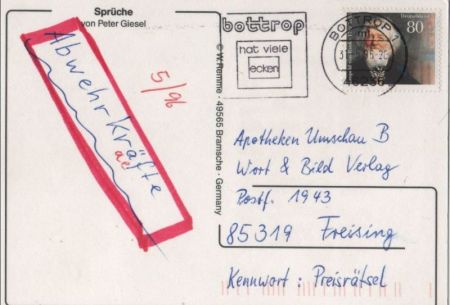 Sprüche
von Peter Giesel
Abwehrkräfte
5/96
© W. Remme · 49565 Bramsche · Germany
bottrop
hat viele
ecken
BOTTROP 1
Deutschland
80
Apotheken Umschau B
Wort & Bild Verlag
Postf. 1943
85319 Freising
Kennwort: Preisrätsel